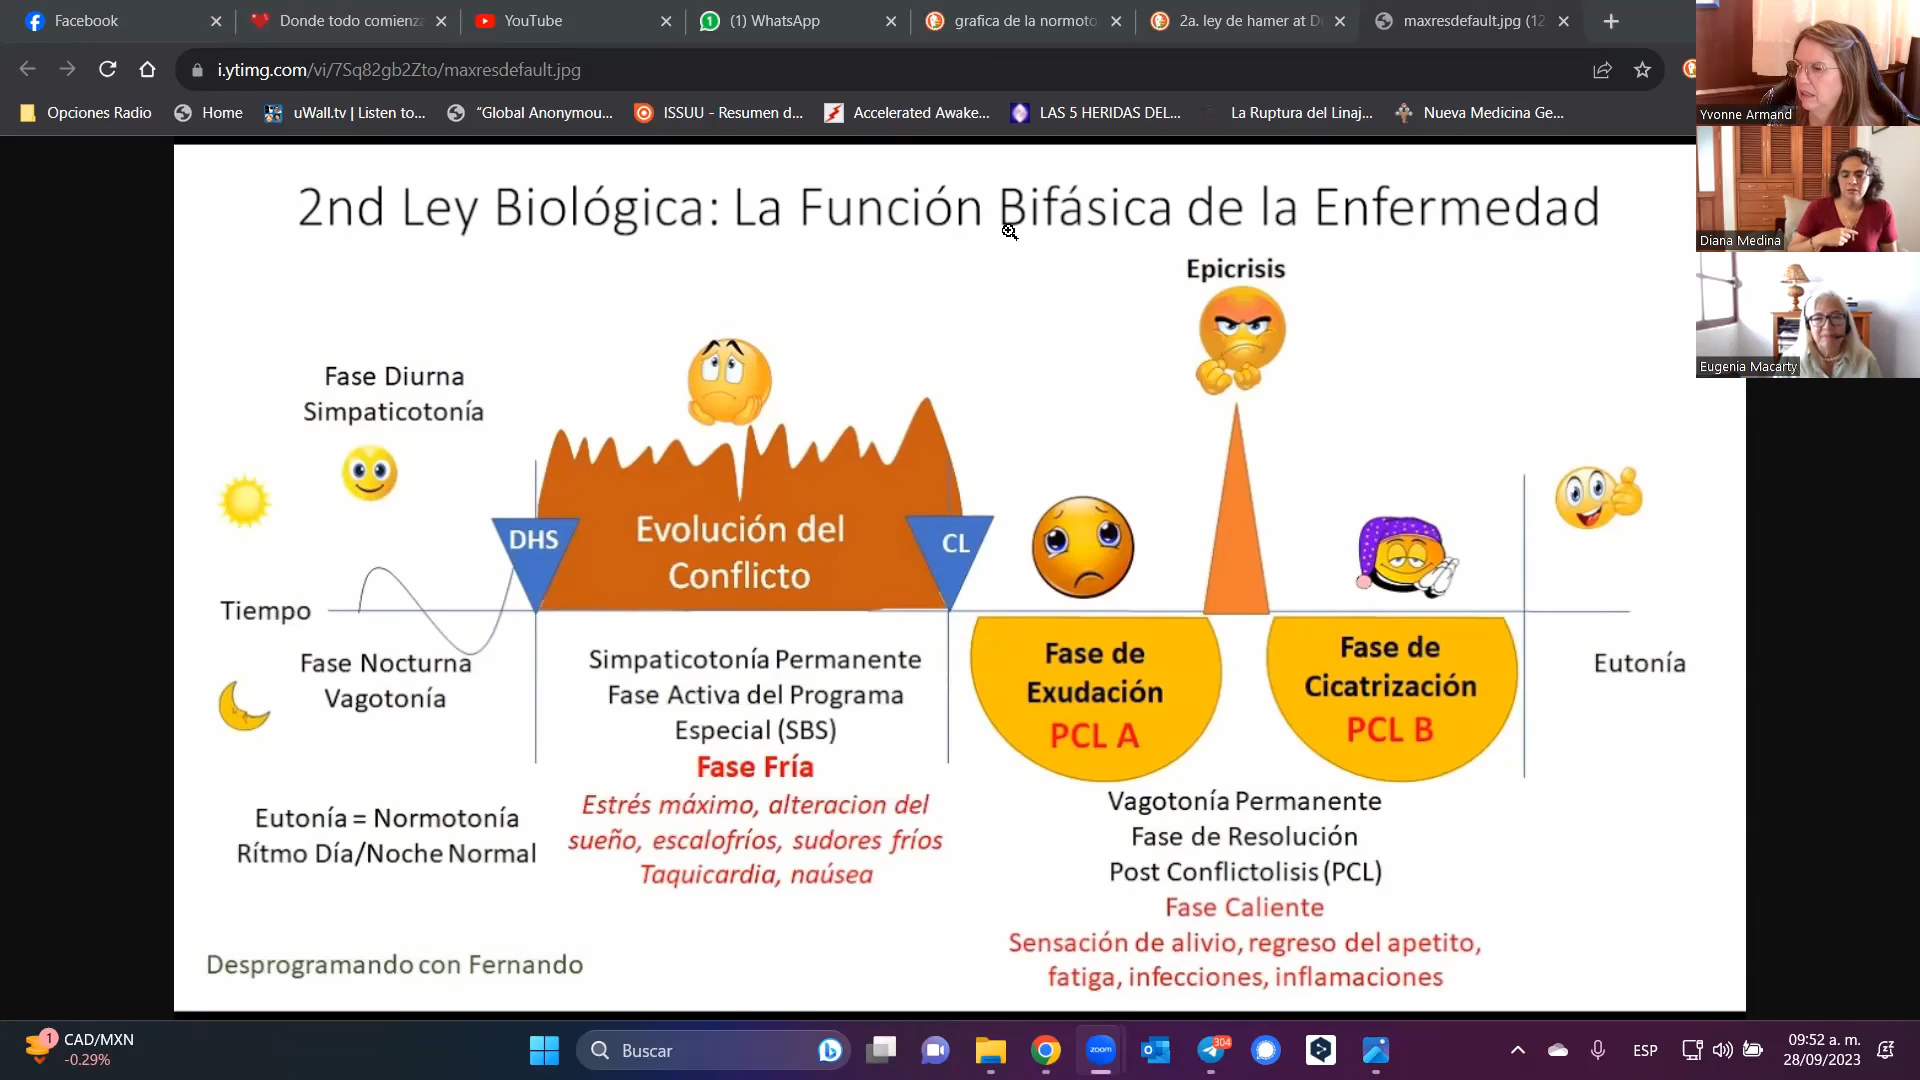 Facebook
Donde todo comienza
YouTube
(1) WhatsApp
grafica de la normoto
2a. ley de hamer at D
maxresdefault.jpg (12
i.ytimg.com/vi/7Sq82gb2Zto/maxresdefault.jpg
Opciones Radio
Home
uWall.tv | Listen to...
“Global Anonymou...
ISSUU - Resumen d...
Accelerated Awake...
LAS 5 HERIDAS DEL...
La Ruptura del Linaj...
Nueva Medicina Ge...
Yvonne Armand
Diana Medina
Eugenia Macarty
2nd Ley Biológica: La Función Bifásica de la Enfermedad
Epicrisis
Fase Diurna
Simpaticotonía
DHS
Evolución del
Conflicto
CL
Tiempo
Fase Nocturna
Vagotonía
Simpaticotonía Permanente
Fase Activa del Programa
Especial (SBS)
Fase Fría
Estrés máximo, alteracion del
sueño, escalofríos, sudores fríos
Taquicardia, naúsea
Fase de
Exudación
PCL A
Fase de
Cicatrización
PCL B
Eutonía
Eutonía = Normotonía
Rítmo Día/Noche Normal
Vagotonía Permanente
Fase de Resolución
Post Conflictolisis (PCL)
Fase Caliente
Sensación de alivio, regreso del apetito,
fatiga, infecciones, inflamaciones
Desprogramando con Fernando
1
CAD/MXN
-0.29%
Buscar
zoom
304
ESP
09:52 a. m.
28/09/2023